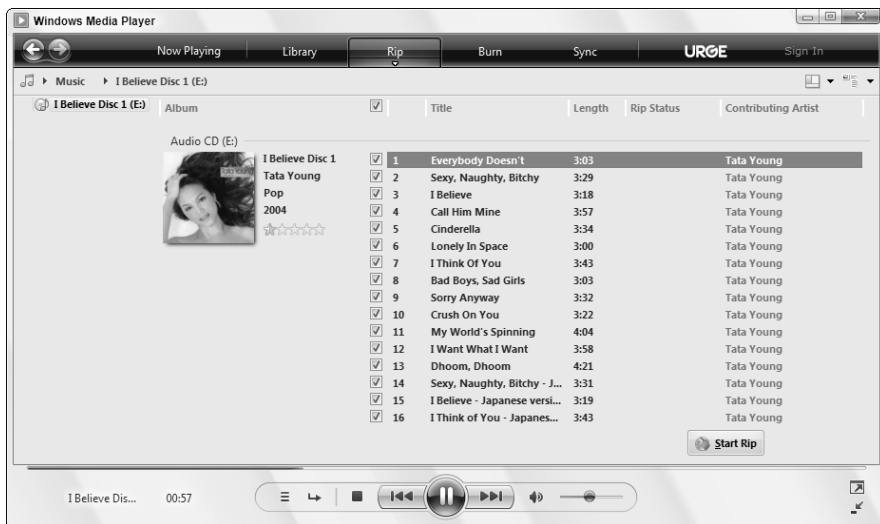 Windows Media Player
Now Playing Library Rip Burn Sync URGE Sign In
Music I Believe Disc 1 (E:)
I Believe Disc 1 (E:) Album Title Length Rip Status Contributing Artist
Audio CD (E:)
Tata Young
I Believe Disc 1
Tata Young
Pop
2004
1 Everybody Doesn't 3:03 Tata Young
2 Sexy, Naughty, Bitchy 3:29 Tata Young
3 I Believe 3:18 Tata Young
4 Call Him Mine 3:57 Tata Young
5 Cinderella 3:34 Tata Young
6 Lonely In Space 3:00 Tata Young
7 I Think Of You 3:43 Tata Young
8 Bad Boys, Sad Girls 3:03 Tata Young
9 Sorry Anyway 3:32 Tata Young
10 Crush On You 3:22 Tata Young
11 My World's Spinning 4:04 Tata Young
12 I Want What I Want 3:58 Tata Young
13 Dhoom, Dhoom 4:21 Tata Young
14 Sexy, Naughty, Bitchy - J... 3:31 Tata Young
15 I Believe - Japanese versi... 3:19 Tata Young
16 I Think of You - Japanes... 3:43 Tata Young
Start Rip
I Believe Dis... 00:57